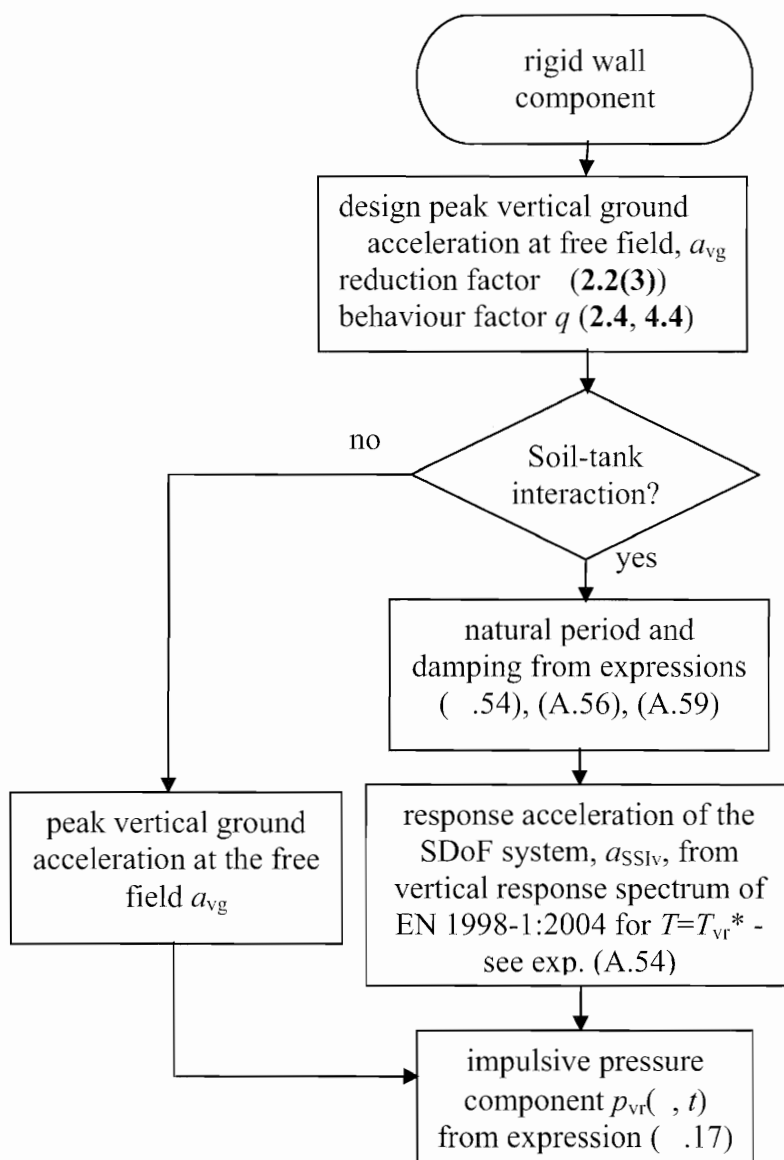 rigid wall
component
design peak vertical ground
acceleration at free field, avg
reduction factor (2.2(3))
behaviour factor q (2.4, 4.4)
no
Soil-tank
interaction?
yes
natural period and
damping from expressions
( .54), (A.56), (A.59)
peak vertical ground
acceleration at the free
field avg
response acceleration of the
SDoF system, aSSIv, from
vertical response spectrum of
EN 1998-1:2004 for T=Tvr* -
see exp. (A.54)
impulsive pressure
component pvr( , t)
from expression ( .17)